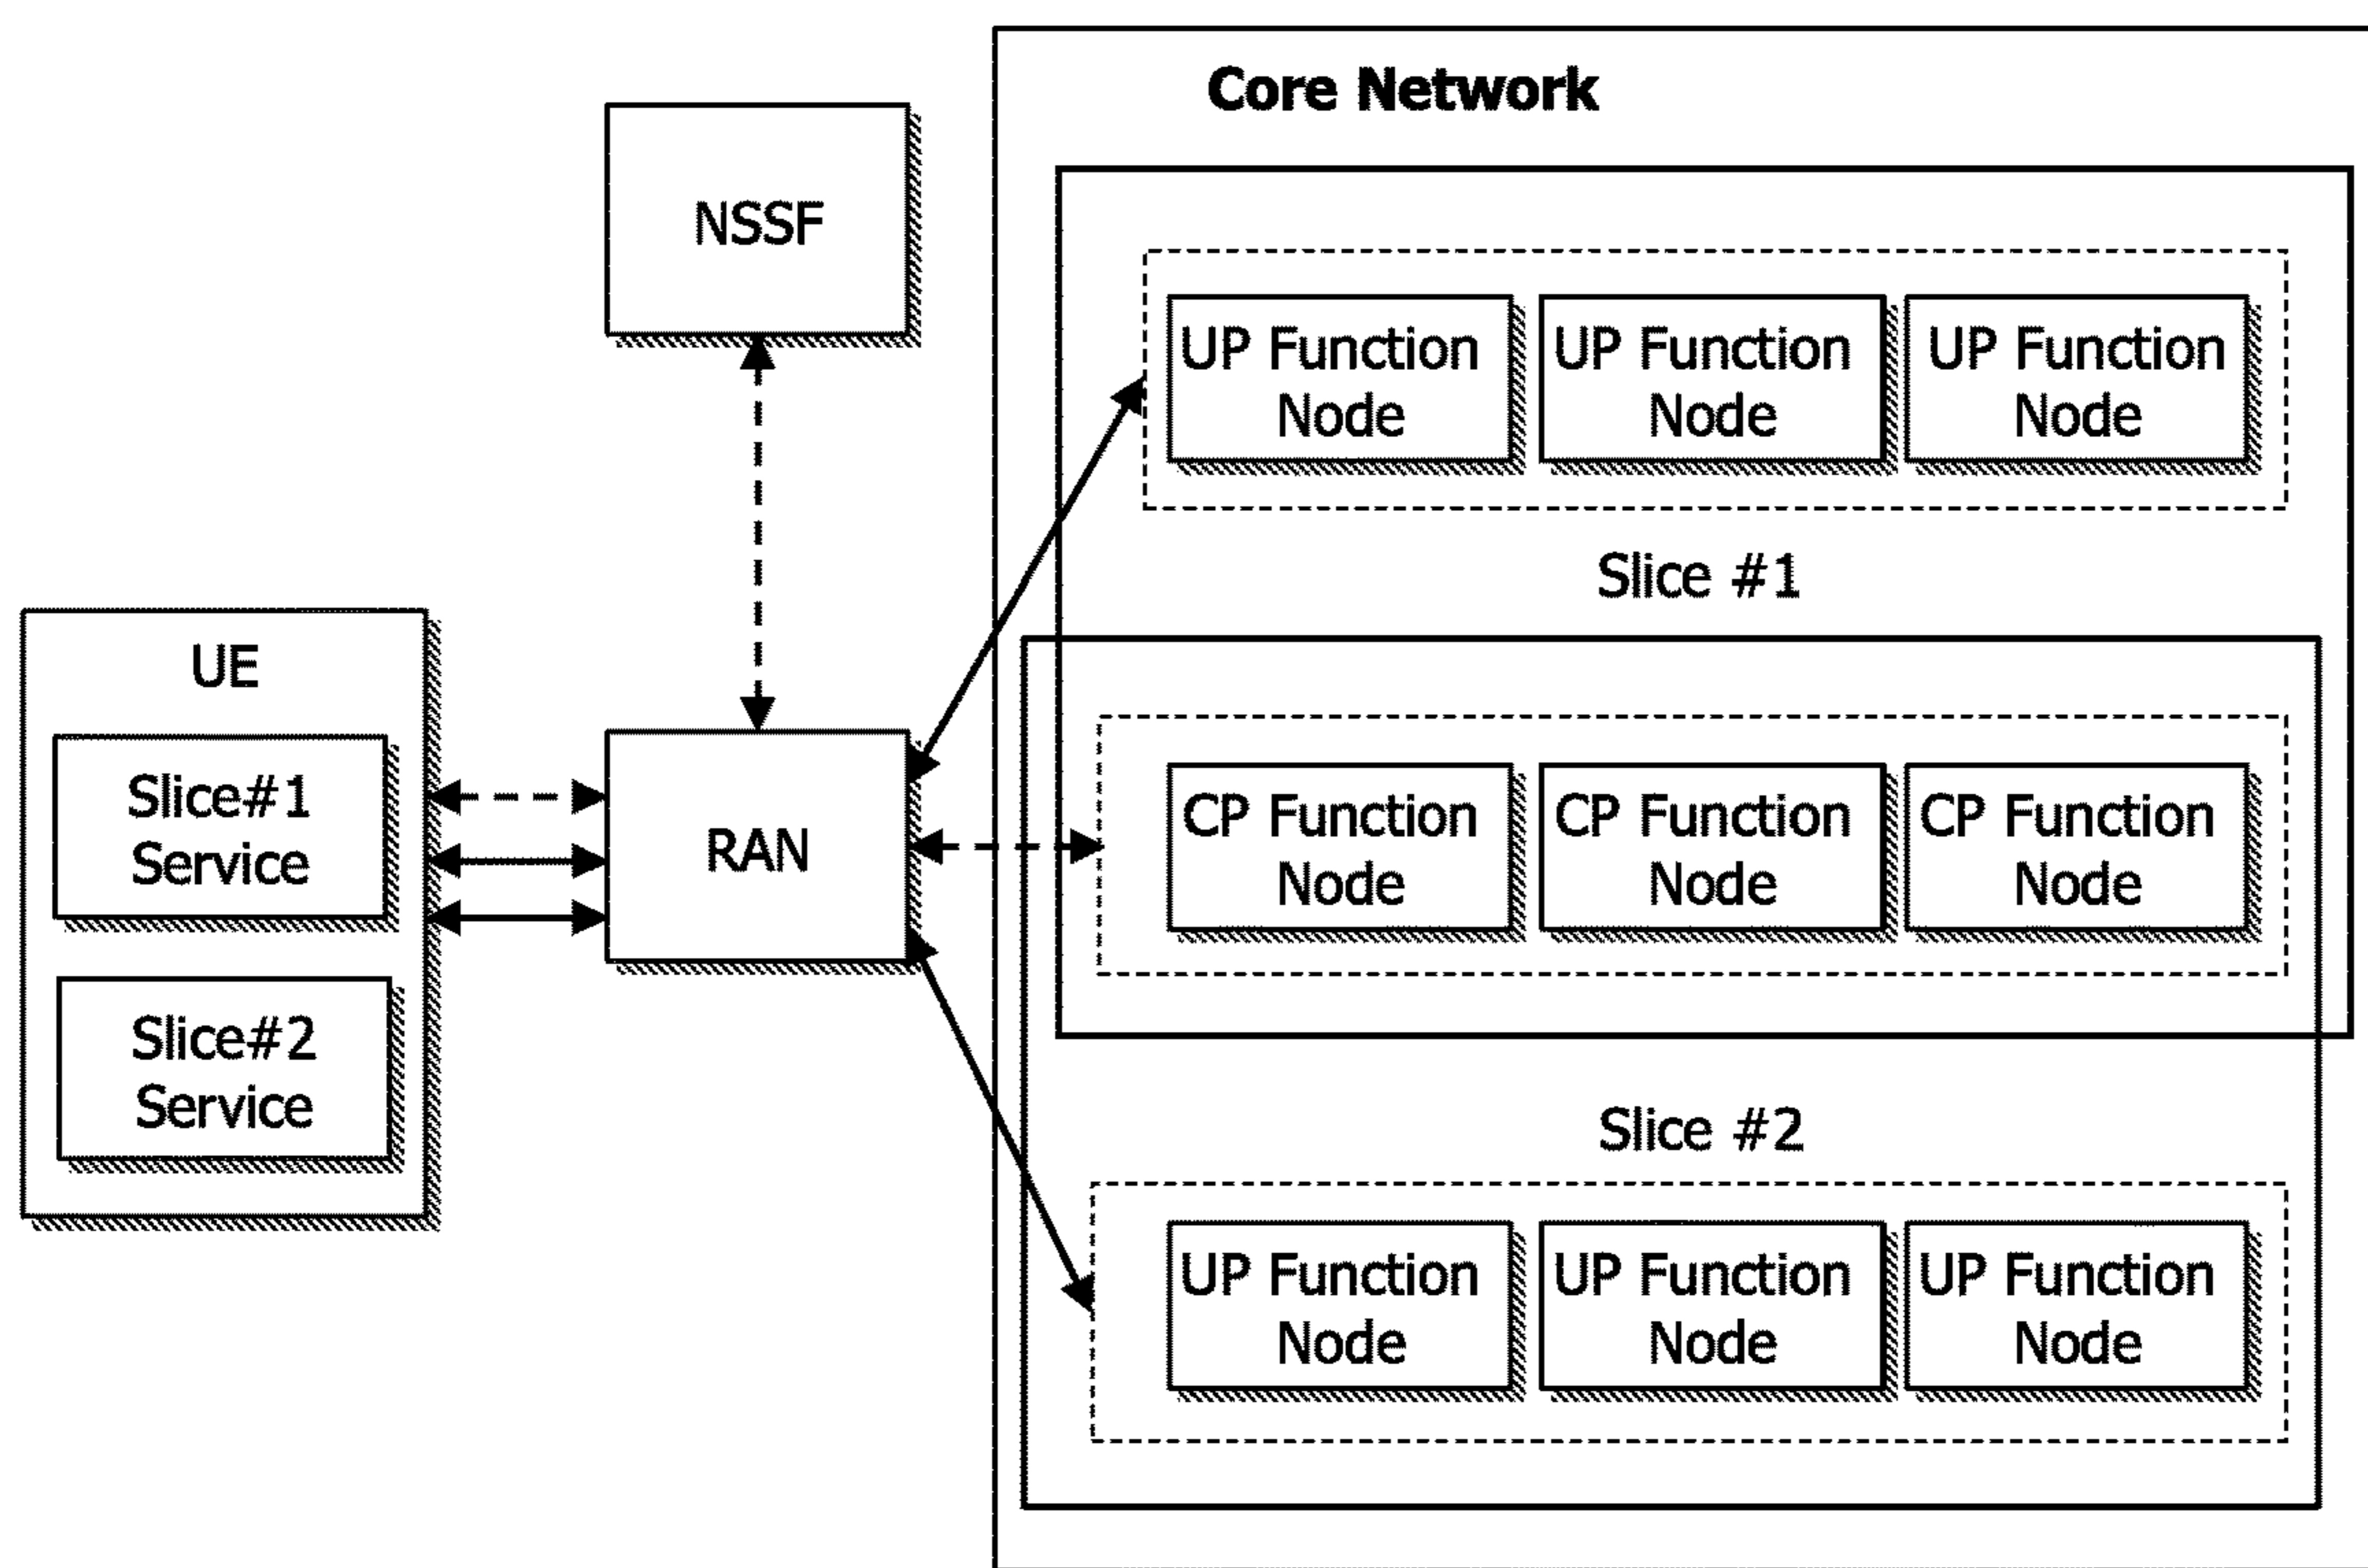 Core Network
NSSF
UP Function
Node
UP Function
Node
UP Function
Node
Slice #1
UE
Slice#1
Service
Slice#2
Service
RAN
CP Function
Node
CP Function
Node
CP Function
Node
Slice #2
UP Function
Node
UP Function
Node
UP Function
Node